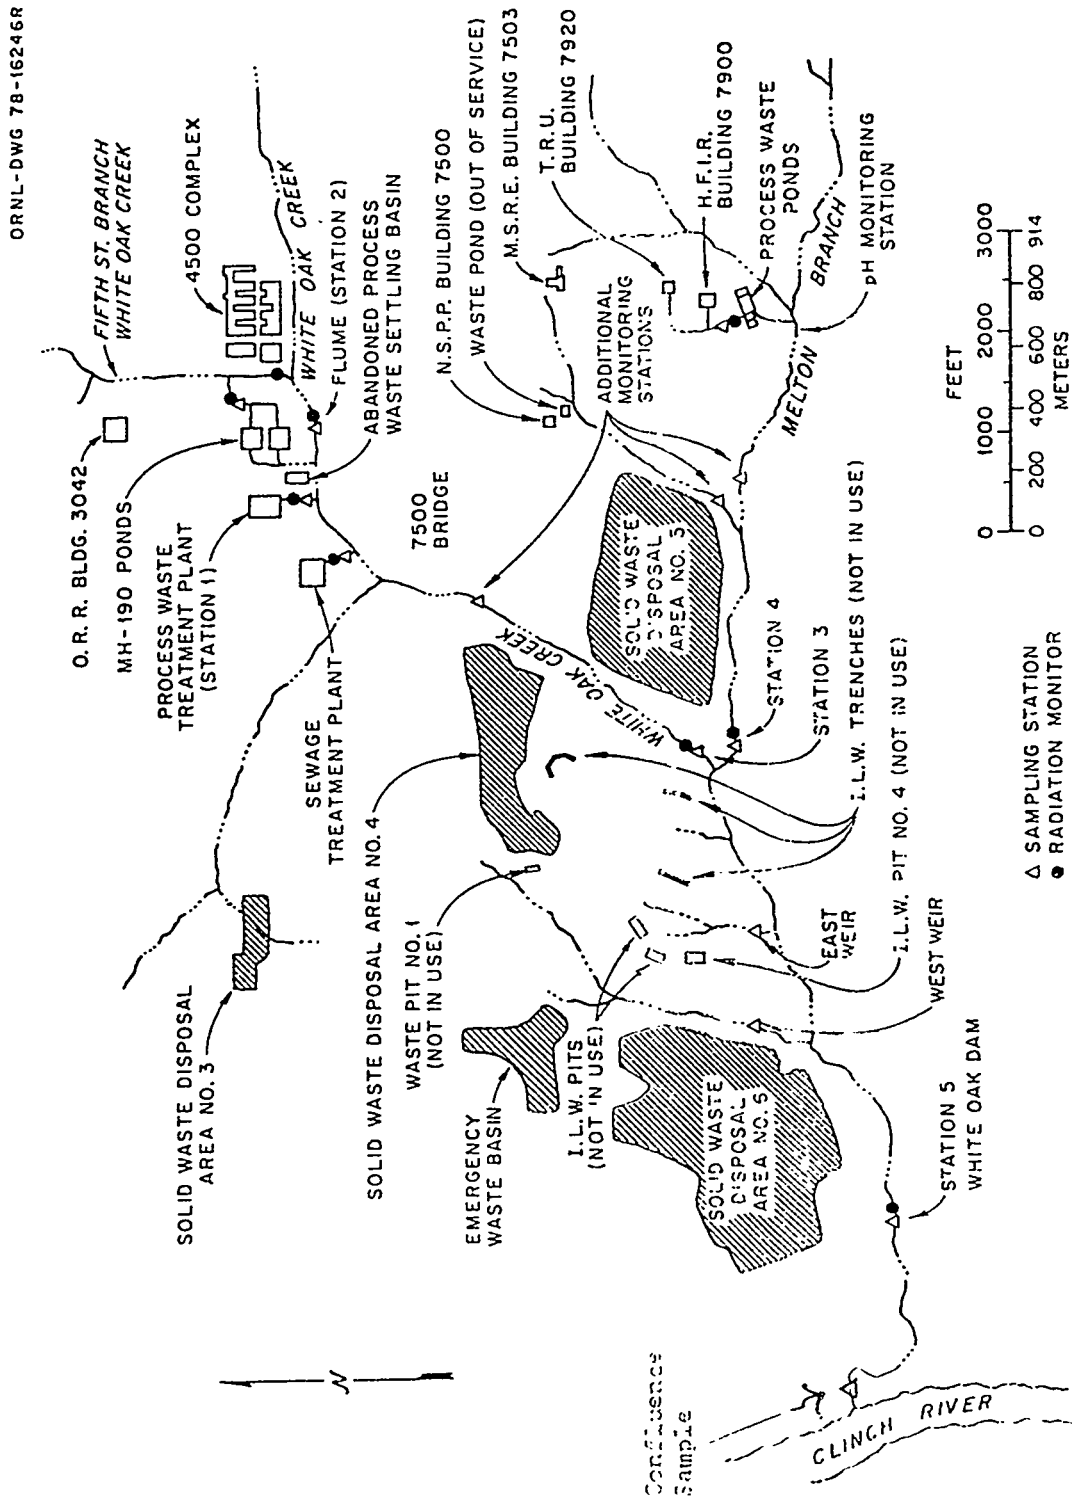 ORNL-DWG 78-16246R
FIFTH ST. BRANCH
WHITE OAK CREEK
4500 COMPLEX
O. R. R. BLDG. 3042
MH-190 PONDS
PROCESS WASTE
TREATMENT PLANT
(STATION 1)
WHITE OAK CREEK
FLUME (STATION 2)
ABANDONED PROCESS
WASTE SETTLING BASIN
SEWAGE
TREATMENT PLANT
7500
BRIDGE
N.S.P.P. BUILDING 7500
WASTE POND (OUT OF SERVICE)
M.S.R.E. BUILDING 7503
T.R.U.
BUILDING 7920
H.F.I.R.
BUILDING 7900
PROCESS WASTE
PONDS
ADDITIONAL
MONITORING
STATIONS
MELTON BRANCH
pH MONITORING
STATION
SOLID WASTE DISPOSAL
AREA NO. 3
SOLID WASTE DISPOSAL AREA NO. 4
WASTE PIT NO. 1
(NOT IN USE)
EMERGENCY
WASTE BASIN
WHITE OAK CREEK
SOLID WASTE
DISPOSAL
AREA NO. 5
STATION 4
STATION 3
I.L.W. TRENCHES (NOT IN USE)
I.L.W. PIT NO. 4 (NOT IN USE)
I.L.W. PITS
(NOT IN USE)
EAST
WEIR
WEST WEIR
SOLID WASTE
DISPOSAL
AREA NO. 6
STATION 5
WHITE OAK DAM
N
Confluence
Sample
CLINCH RIVER
FEET
0 1000 2000 3000
0 200 400 600 800 914
METERS
△ SAMPLING STATION
● RADIATION MONITOR